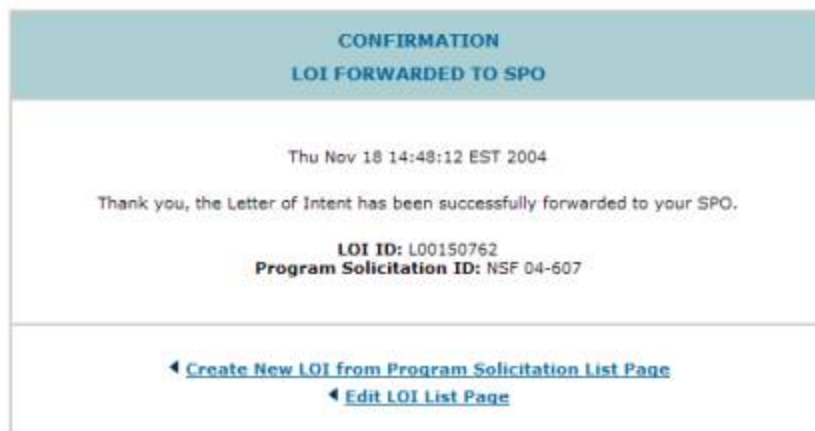 CONFIRMATION
LOI FORWARDED TO SPO
Thu Nov 18 14:48:12 EST 2004
Thank you, the Letter of Intent has been successfully forwarded to your SPO.
LOI ID: L00150762
Program Solicitation ID: NSF 04-607
Create New LOI from Program Solicitation List Page
Edit LOI List Page